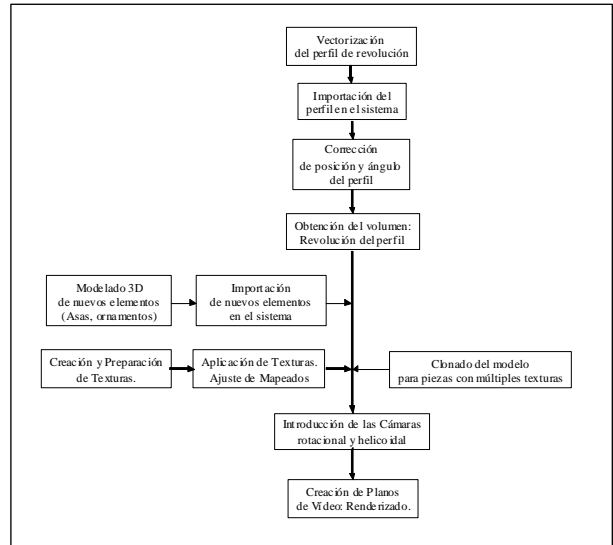 Vectorización
del perfil de revolución
Importación del
perfil en el sistema
Corrección
de posición y ángulo
del perfil
Obtención del volumen:
Revolución del perfil
Modelado 3D
de nuevos elementos
(Asas, ornamentos)
Importación
de nuevos elementos
en el sistema
Creación y Preparación
de Texturas.
Aplicación de Texturas.
Ajuste de Mapeados
Clonado del modelo
para piezas con múltiples texturas
Introducción de las Cámaras
rotacional y helicoidal
Creación de Planos
de Vídeo: Renderizado.